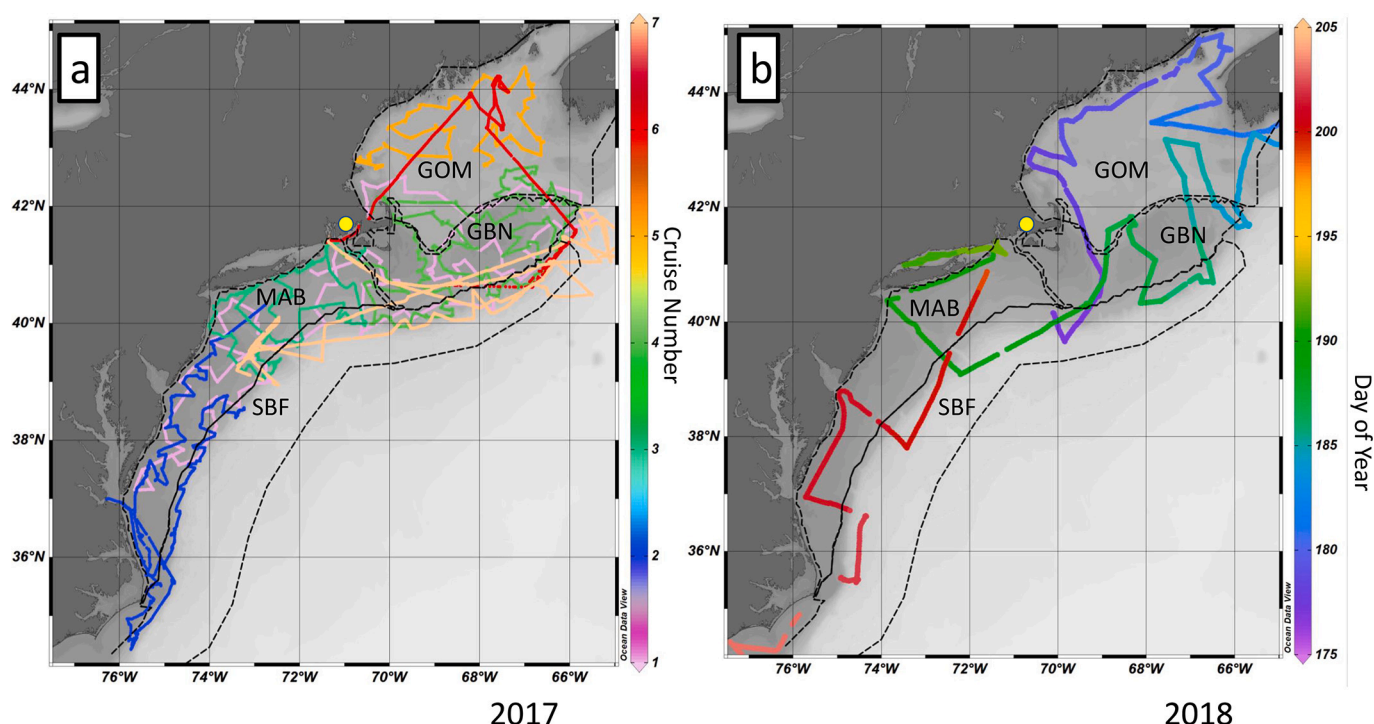 a
44°N
42°N
40°N
38°N
36°N
76°W
74°W
72°W
70°W
68°W
66°W
GOM
GBN
MAB
SBF
Ocean Data View
7
6
5
4
3
2
1
Cruise Number
2017
b
44°N
42°N
40°N
38°N
36°N
76°W
74°W
72°W
70°W
68°W
66°W
GOM
GBN
MAB
SBF
Ocean Data View
205
200
195
190
185
180
175
Day of Year
2018